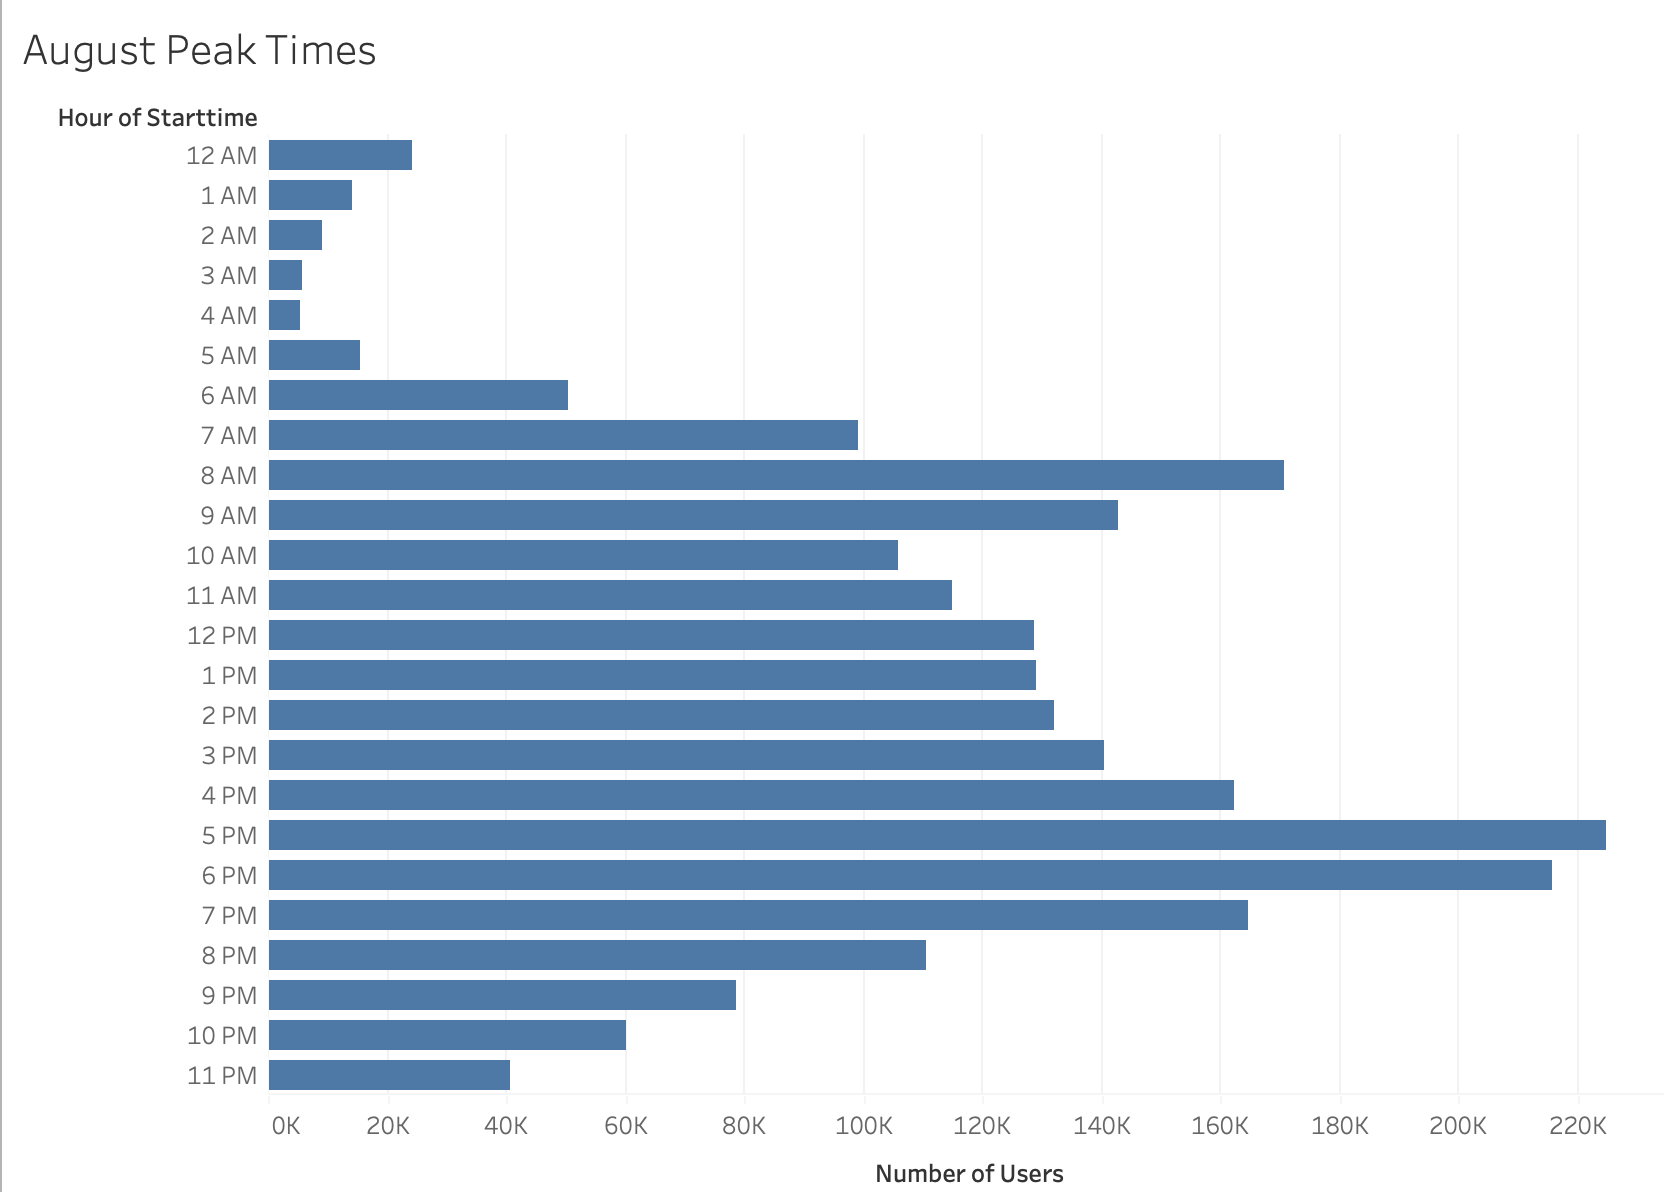 August Peak Times
Hour of Starttime
12 AM
1 AM
2 AM
3 AM
4 AM
5 AM
6 AM
7 AM
8 AM
9 AM
10 AM
11 AM
12 PM
1 PM
2 PM
3 PM
4 PM
5 PM
6 PM
7 PM
8 PM
9 PM
10 PM
11 PM
0K 20K 40K 60K 80K 100K 120K 140K 160K 180K 200K 220K
Number of Users